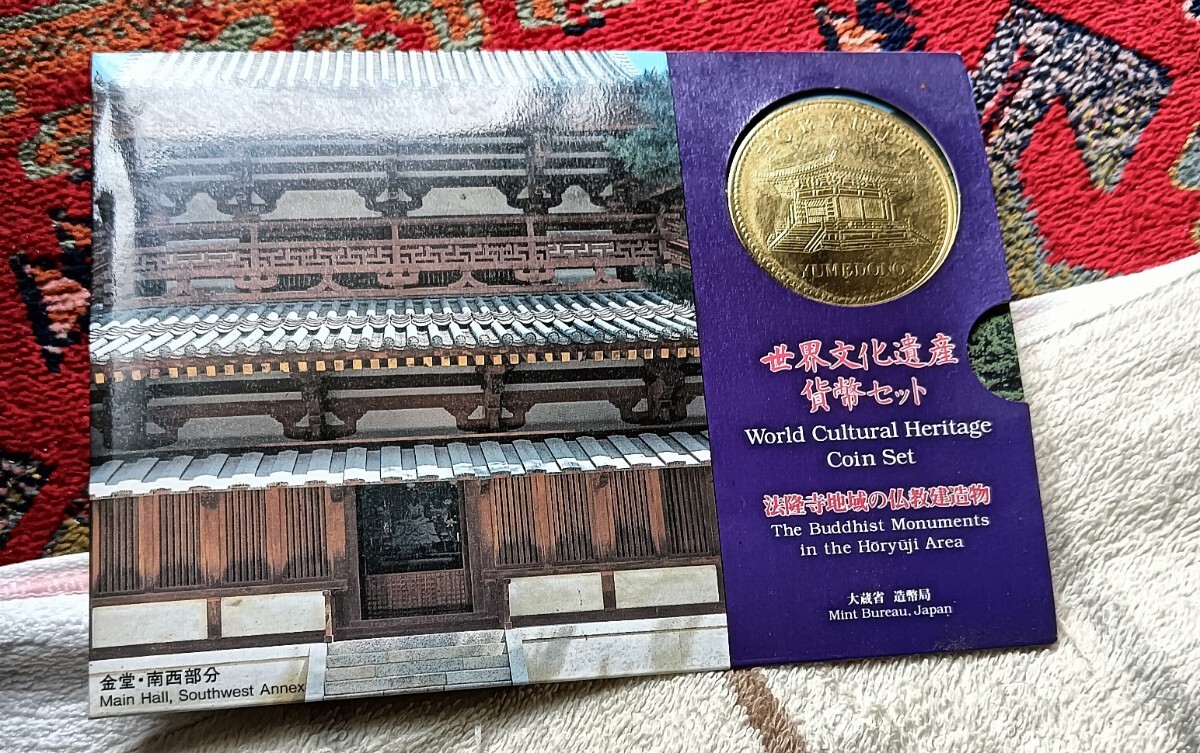 HORYUJI
YUMEDONO
世界文化遺産
貨幣セット
World Cultural Heritage
Coin Set
法隆寺地域の仏教建造物
The Buddhist Monuments
in the Hōryūji Area
大蔵省 造幣局
Mint Bureau, Japan
金堂・南西部分
Main Hall, Southwest Annex